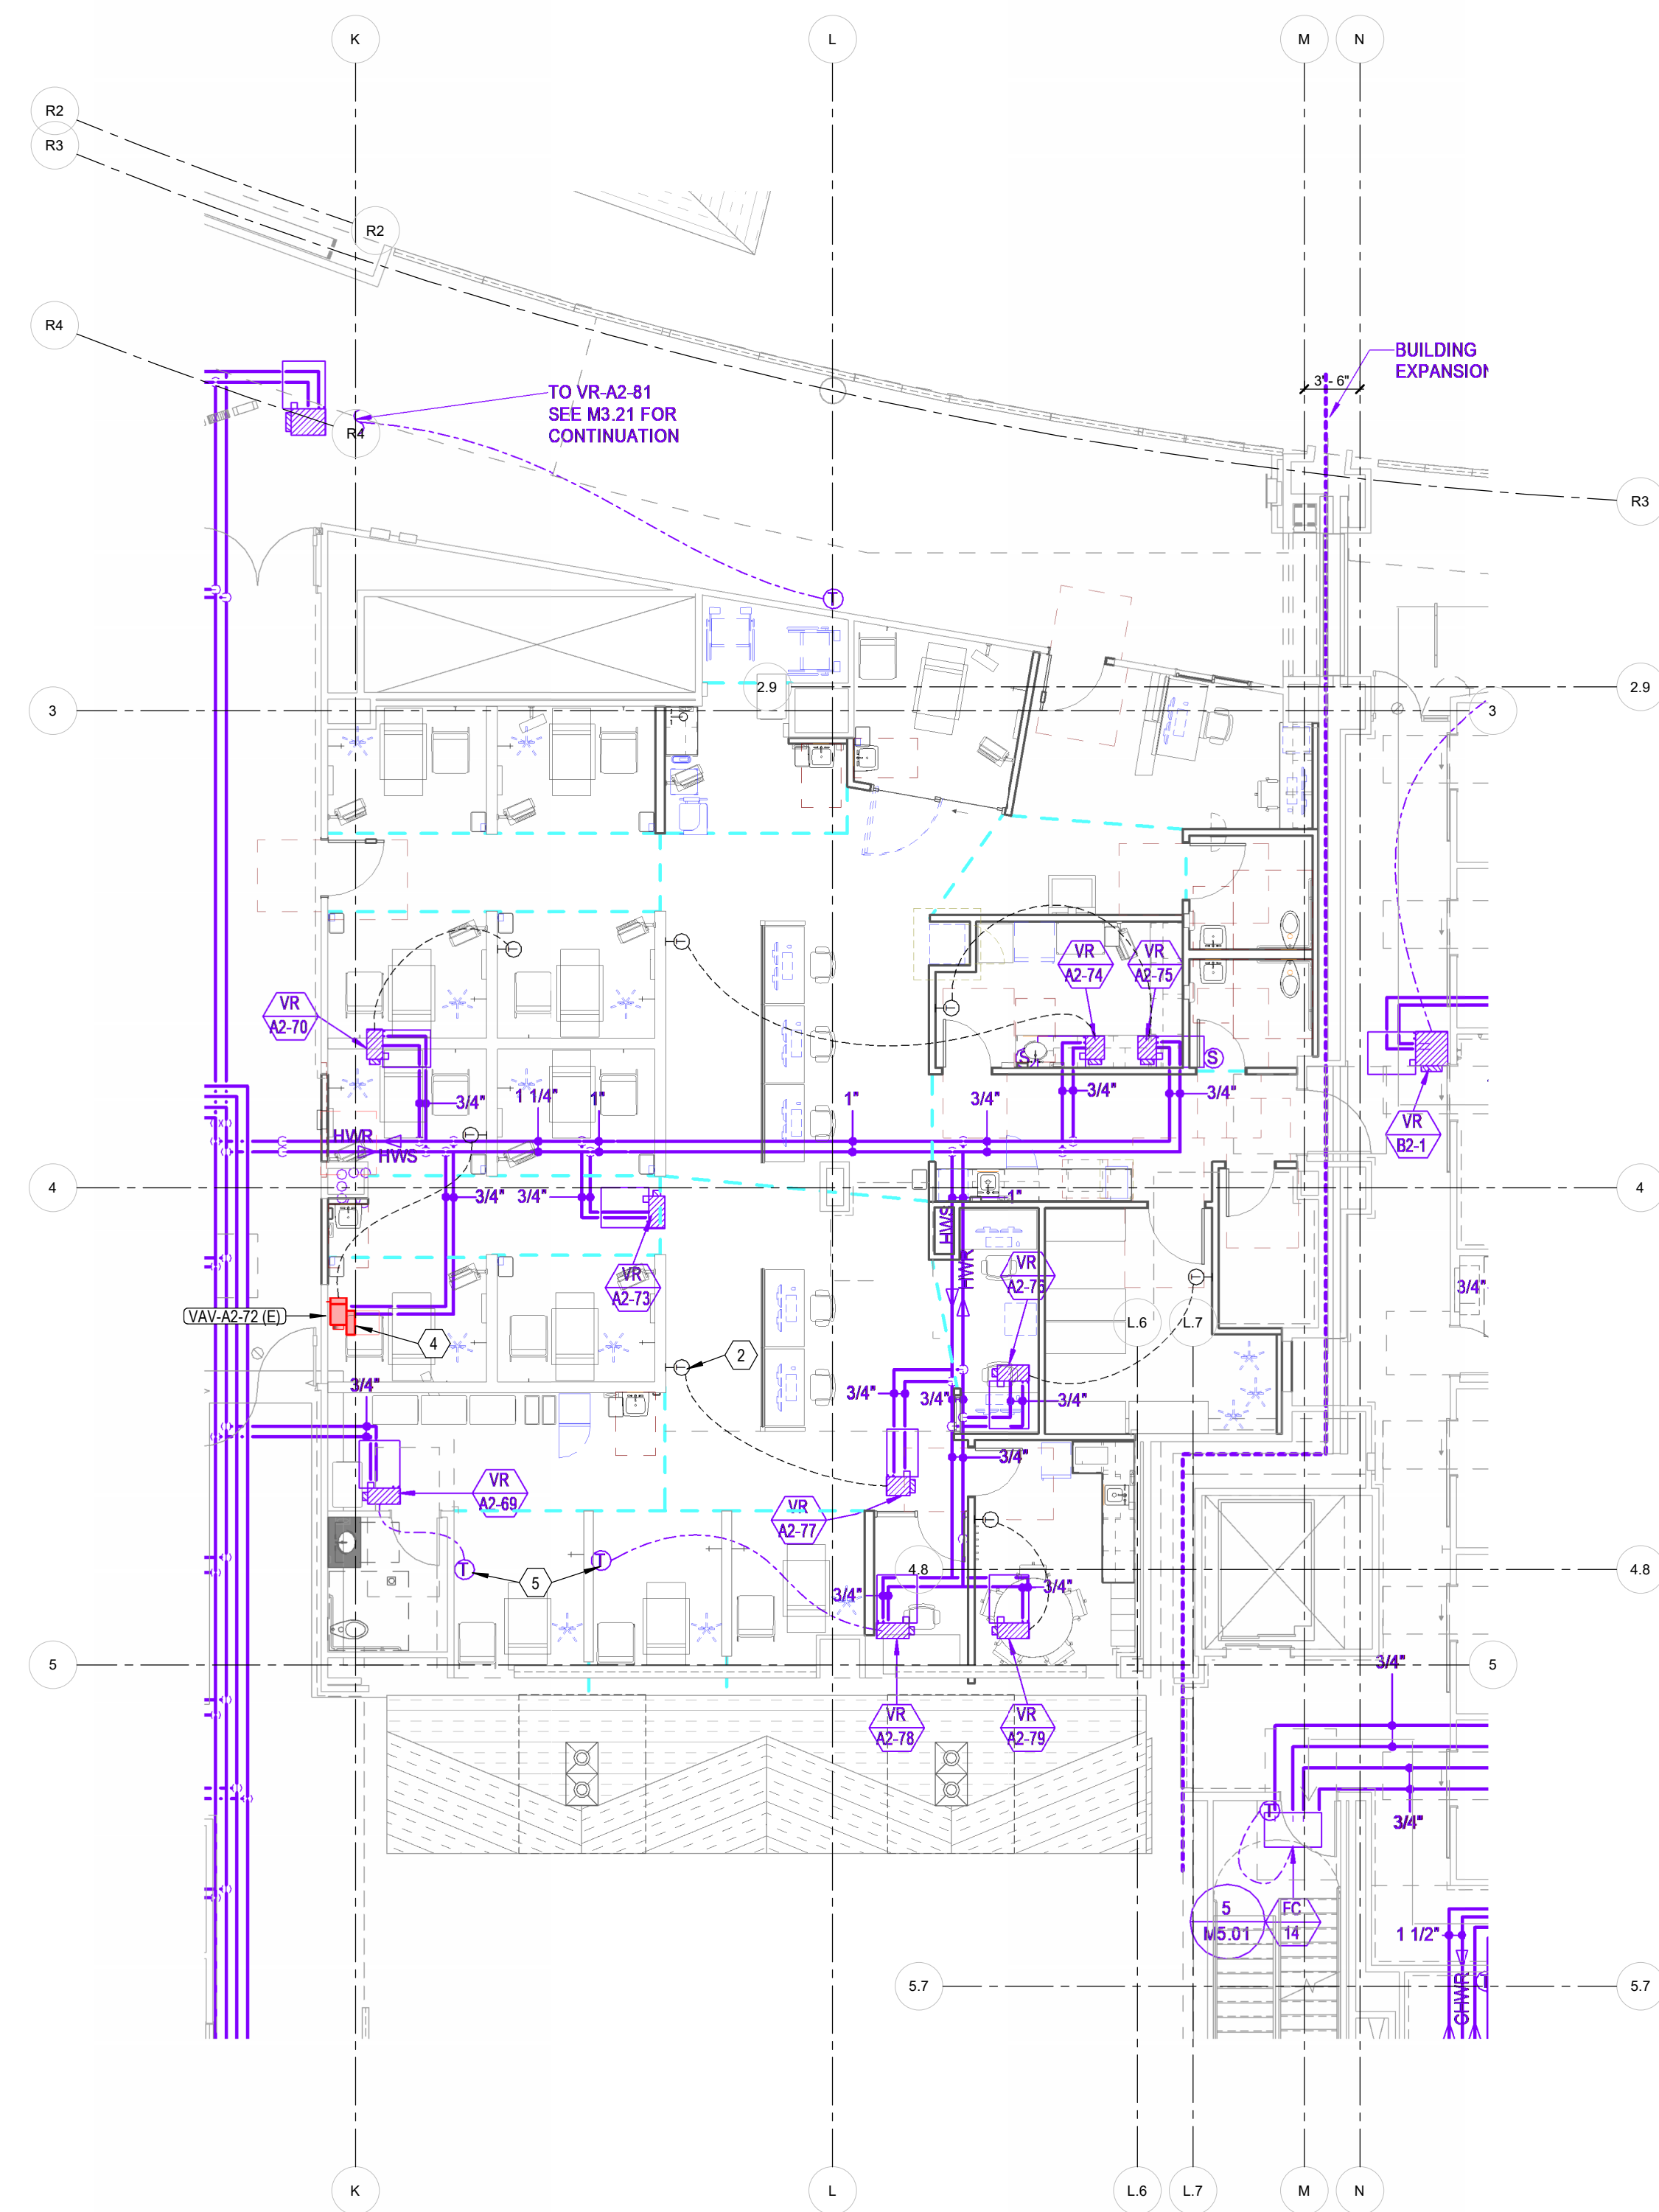 K
L
M
N
R2
R3
R2
R4
R4
BUILDING
EXPANSION
3'- 6"
TO VR-A2-81
SEE M3.21 FOR
CONTINUATION
R3
T
2.9
2.9
3
3
VR
A2-74
VR
A2-75
VR
A2-70
S
S
3/4"
1 1/4"
1"
1"
3/4"
3/4"
3/4"
VR
B2-1
HWR
HWS
4
4
3/4"
3/4"
1"
HWS
HWR
VR
A2-73
VR
A2-75
3/4"
VAV-A2-72 (E)
4
L.6
L.7
2
3/4"
3/4"
3/4"
3/4"
3/4"
VR
A2-69
VR
A2-77
T
T
5
4.8
4.8
3/4"
3/4"
5
5
3/4"
VR
A2-78
VR
A2-79
T
3/4"
5
M5.01
FC
14
1 1/2"
CHWR
5.7
5.7
K
L
L.6
L.7
M
N